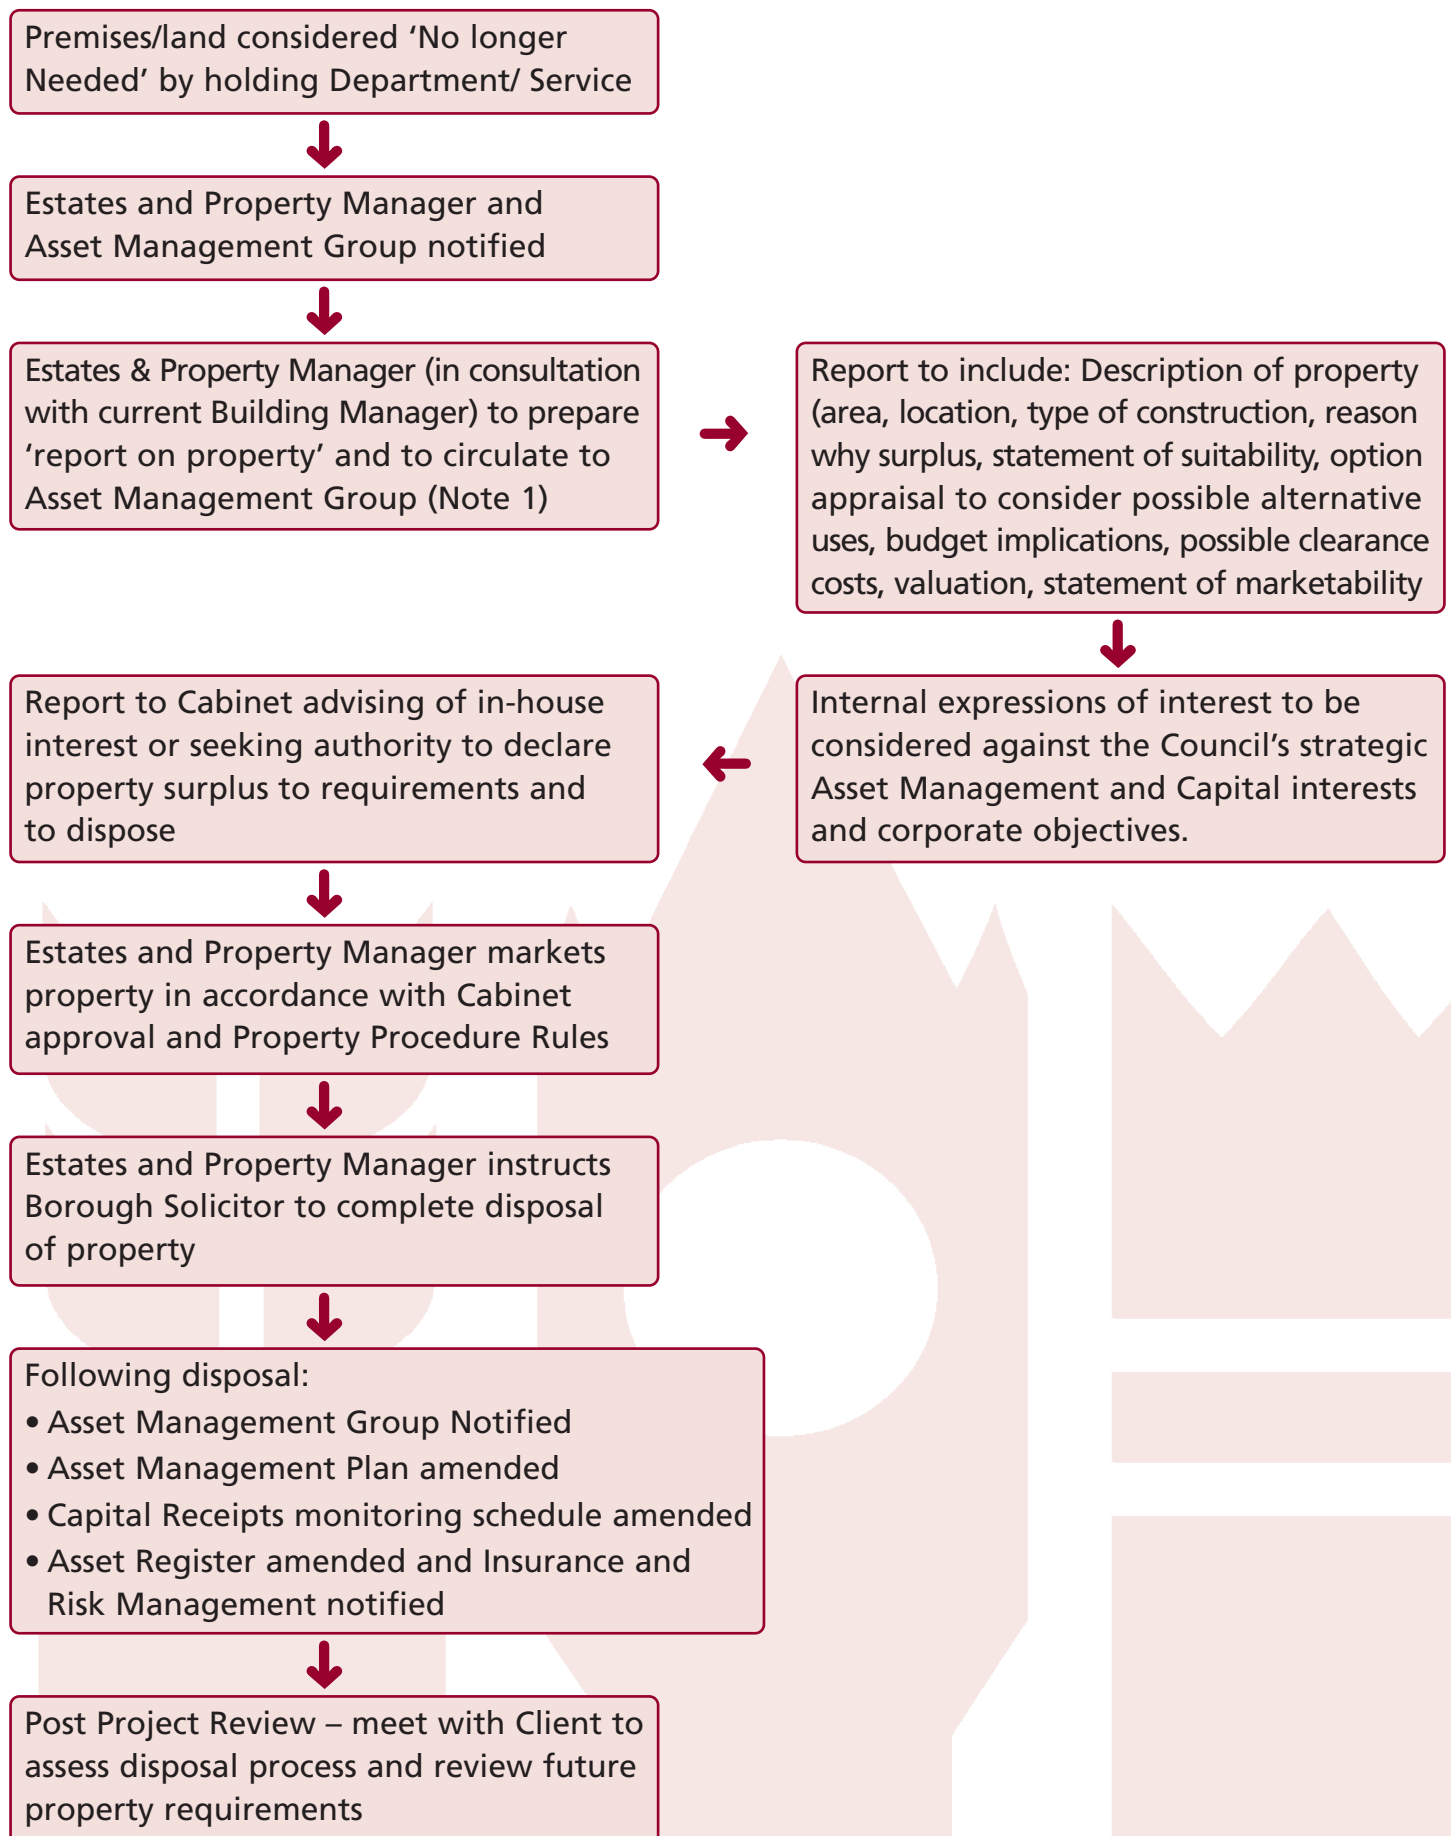 Premises/land considered ‘No longer
Needed’ by holding Department/ Service
Estates and Property Manager and
Asset Management Group notified
Estates & Property Manager (in consultation
with current Building Manager) to prepare
‘report on property’ and to circulate to
Asset Management Group (Note 1)
Report to include: Description of property
(area, location, type of construction, reason
why surplus, statement of suitability, option
appraisal to consider possible alternative
uses, budget implications, possible clearance
costs, valuation, statement of marketability
Internal expressions of interest to be
considered against the Council’s strategic
Asset Management and Capital interests
and corporate objectives.
Report to Cabinet advising of in-house
interest or seeking authority to declare
property surplus to requirements and
to dispose
Estates and Property Manager markets
property in accordance with Cabinet
approval and Property Procedure Rules
Estates and Property Manager instructs
Borough Solicitor to complete disposal
of property
Following disposal:
• Asset Management Group Notified
• Asset Management Plan amended
• Capital Receipts monitoring schedule amended
• Asset Register amended and Insurance and
Risk Management notified
Post Project Review – meet with Client to
assess disposal process and review future
property requirements